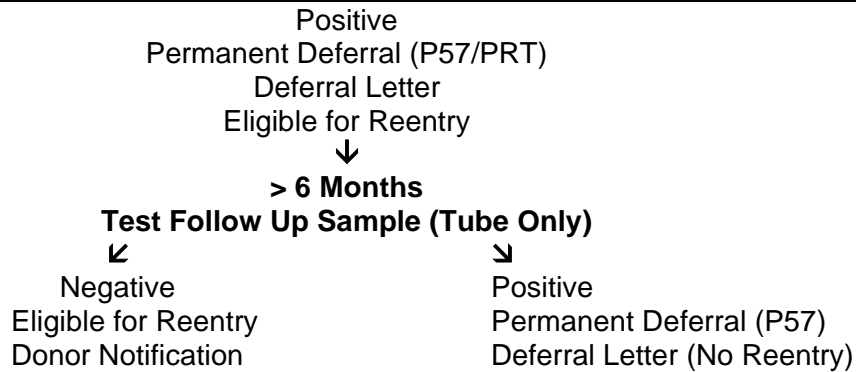 Positive
Permanent Deferral (P57/PRT)
Deferral Letter
Eligible for Reentry
> 6 Months
Test Follow Up Sample (Tube Only)
Negative
Eligible for Reentry
Donor Notification
Positive
Permanent Deferral (P57)
Deferral Letter (No Reentry)